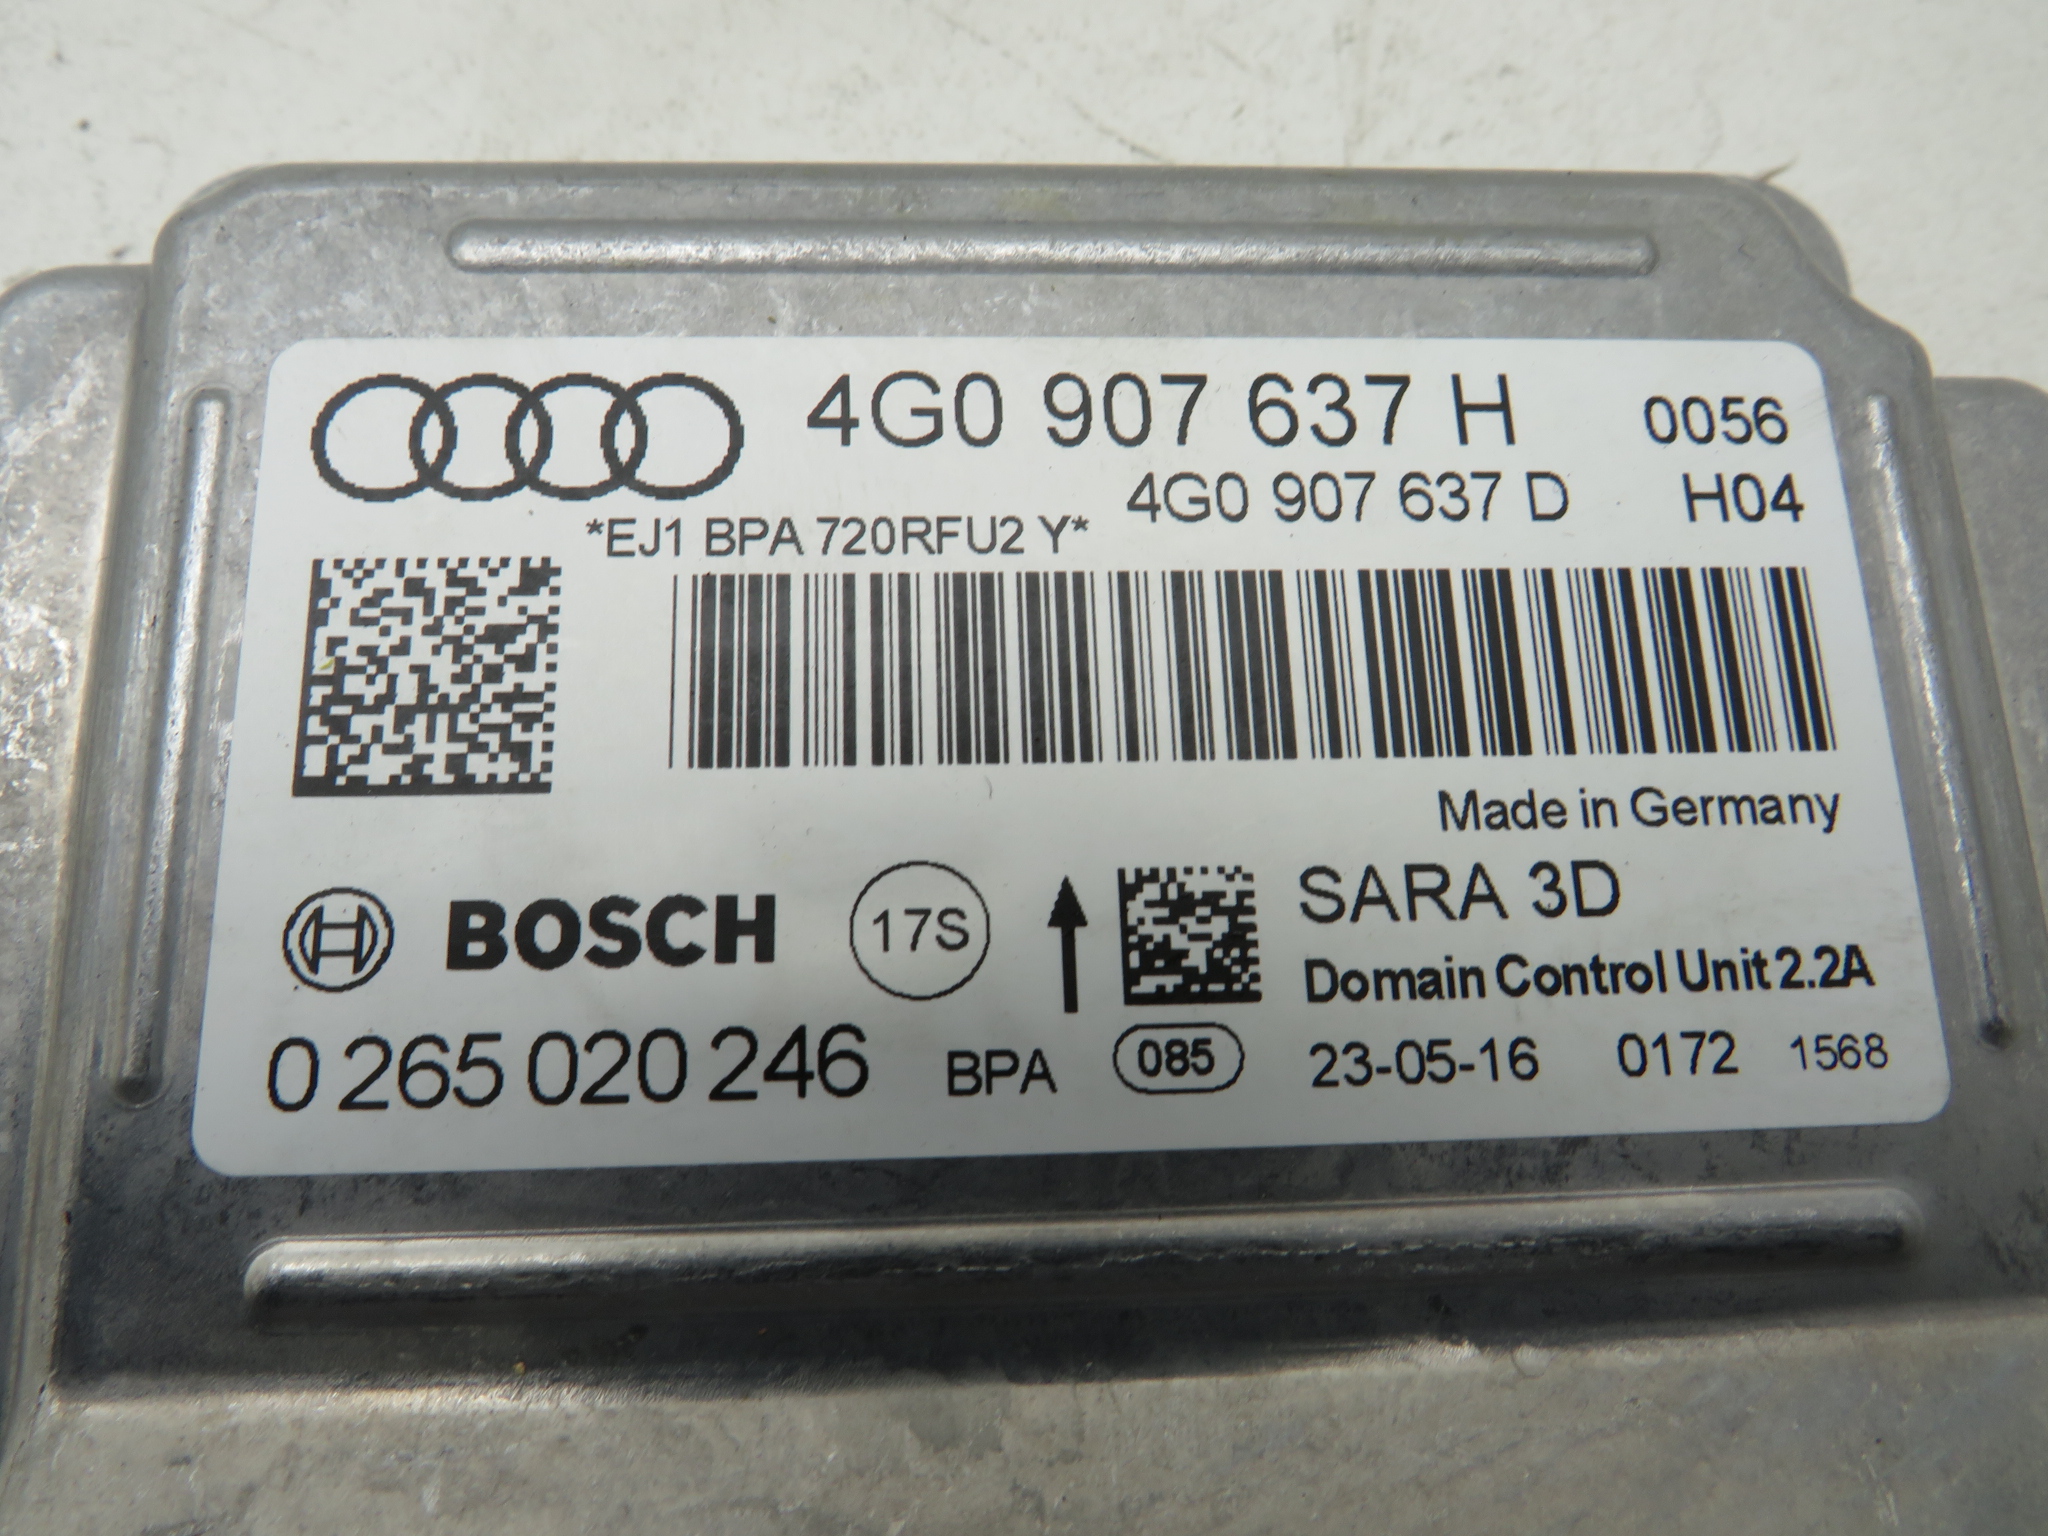 4G0 907 637 H 0056
4G0 907 637 D H04
*EJ1 BPA 720RFU2 Y*
Made in Germany
BOSCH 17S SARA 3D
Domain Control Unit 2.2A
0 265 020 246 BPA 085 23-05-16 0172 1568